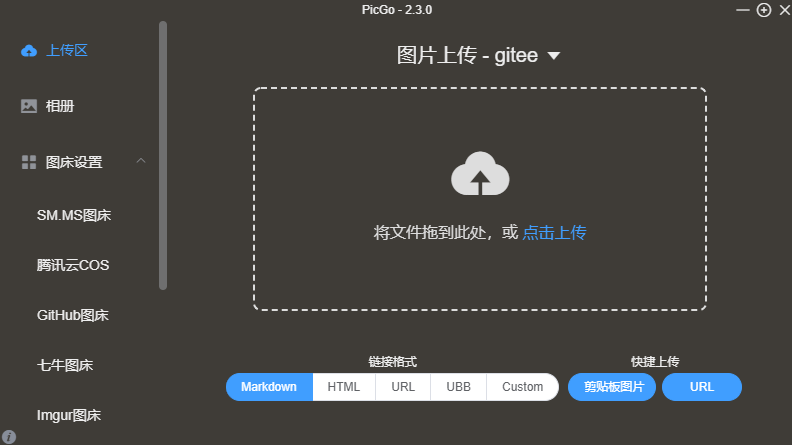 PicGo - 2.3.0
上传区
相册
图床设置
SM.MS图床
腾讯云COS
GitHub图床
七牛图床
Imgur图床
图片上传 - gitee
将文件拖到此处，或 点击上传
链接格式
Markdown HTML URL UBB Custom
快捷上传
剪贴板图片 URL